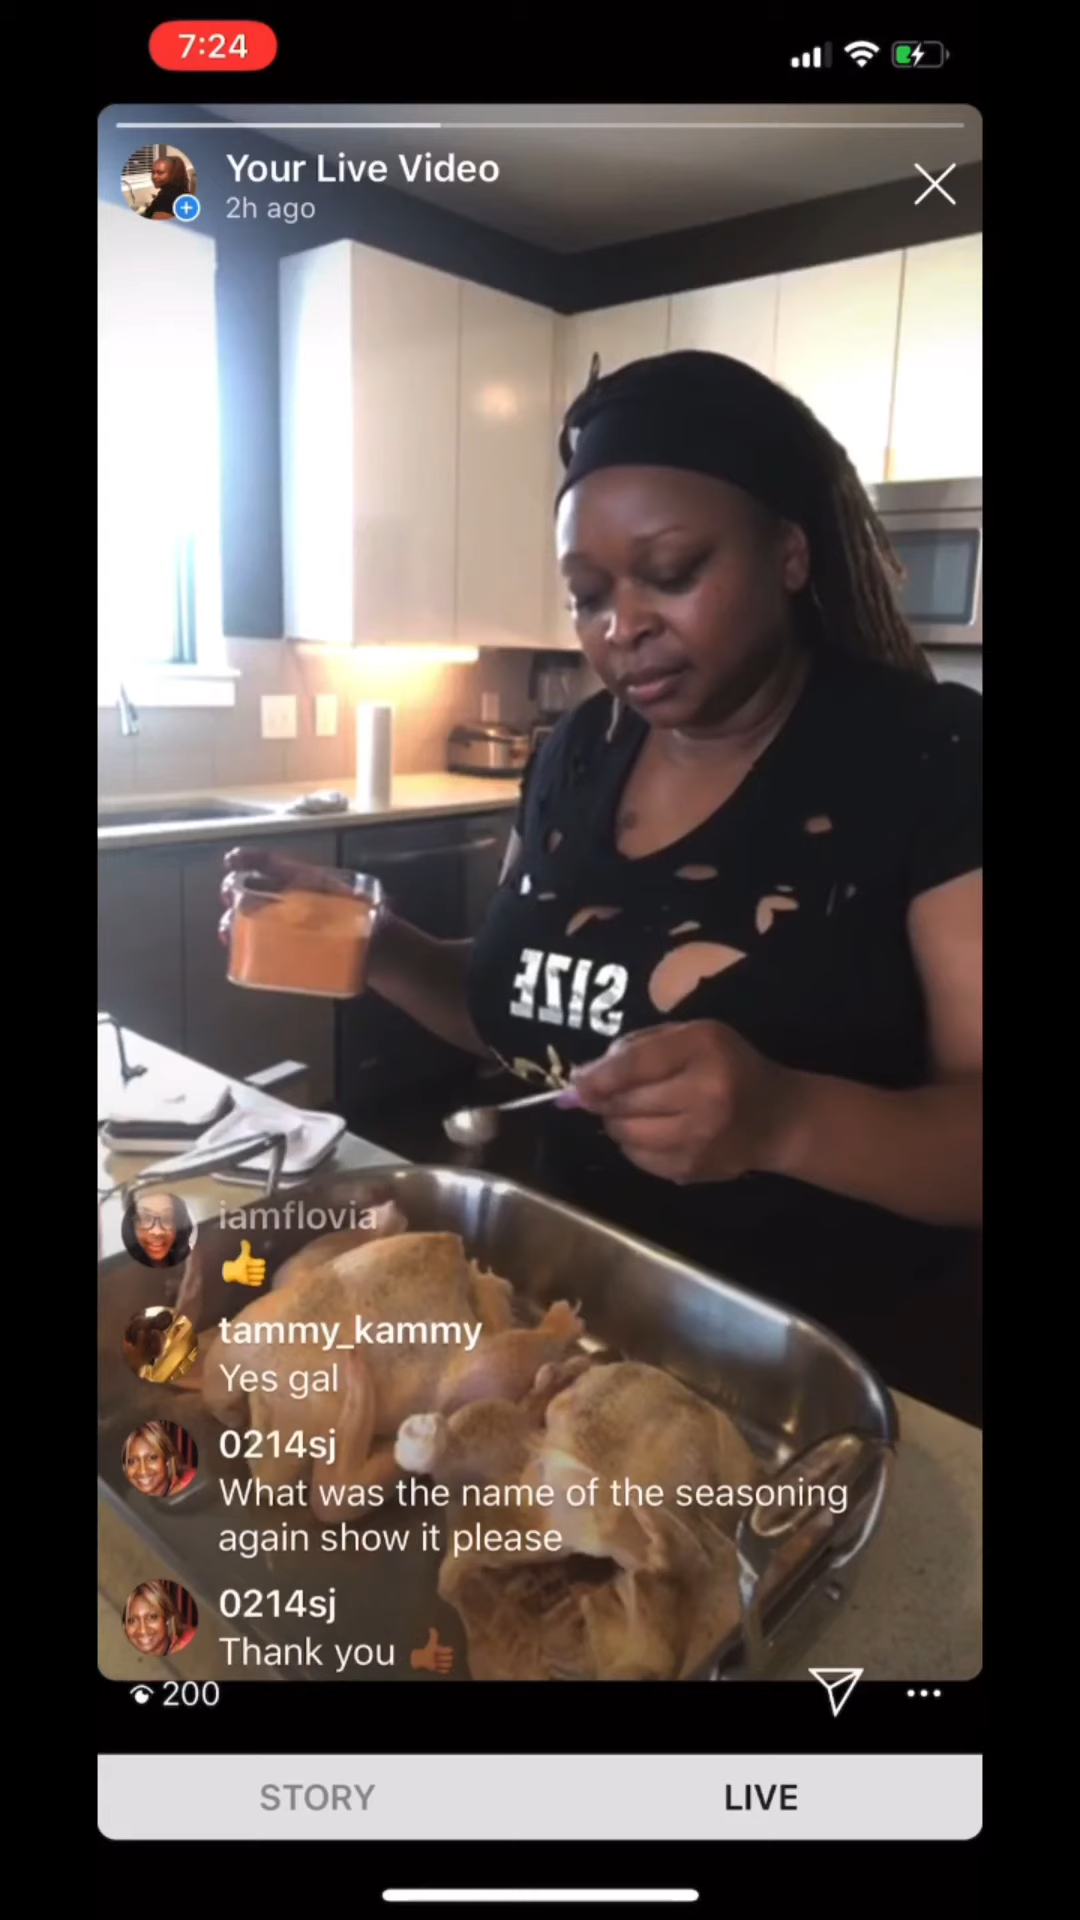 7:24
Your Live Video
2h ago
SIZE
iamflovia
👍
tammy_kammy
Yes gal
0214sj
What was the name of the seasoning
again show it please
0214sj
Thank you 👍🏾
200
STORY
LIVE